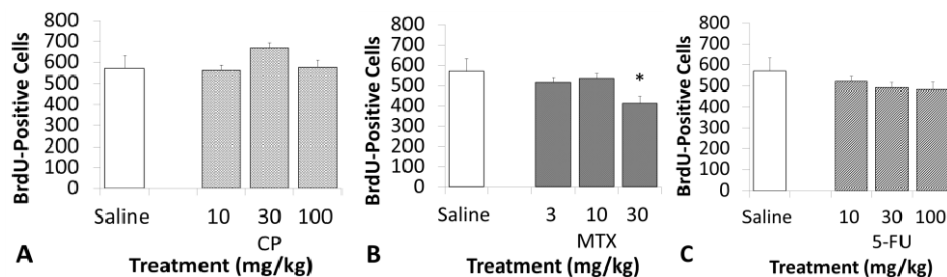 BrdU-Positive Cells
800
700
600
500
400
300
200
100
0
Saline 10 30 100
CP
A Treatment (mg/kg)
BrdU-Positive Cells
800
700
600
500
400
300
200
100
0
*
Saline 3 10 30
MTX
B Treatment (mg/kg)
BrdU-Positive Cells
800
700
600
500
400
300
200
100
0
Saline 10 30 100
5-FU
C Treatment (mg/kg)